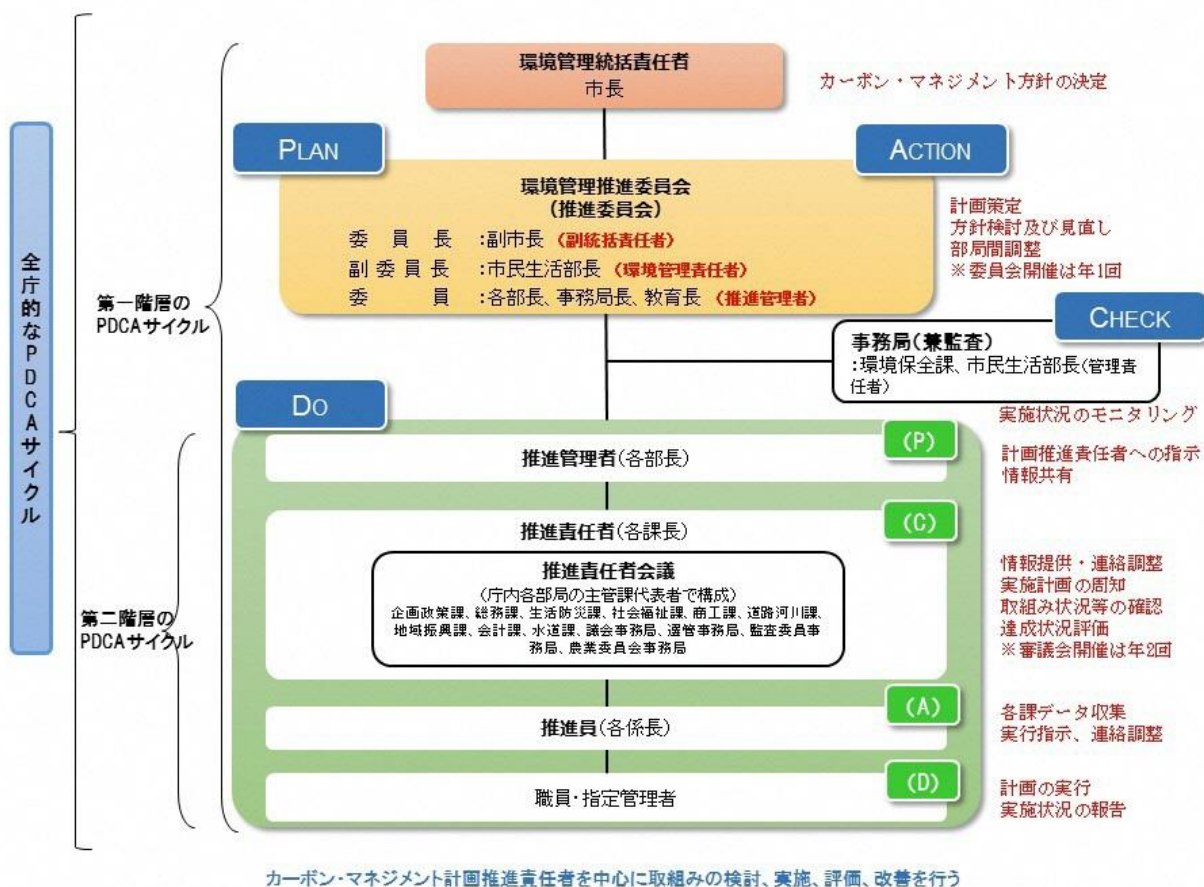 環境管理統括責任者
市長
カーボン・マネジメント方針の決定
PLAN
ACTION
環境管理推進委員会
(推進委員会)
委員長:副市長(副統括責任者)
副委員長:市民生活部長(環境管理責任者)
委員:各部長、事務局長、教育長(推進管理者)
計画策定
方針検討及び見直し
部局間調整
※委員会開催は年1回
CHECK
事務局(兼監査)
:環境保全課、市民生活部長(管理責
任者)
実施状況のモニタリング
全庁的なPDCAサイクル
第一階層の
PDCAサイクル
第二階層の
PDCAサイクル
DO
(P)
推進管理者(各部長)
計画推進責任者への指示
情報共有
(C)
推進責任者(各課長)
推進責任者会議
(庁内各部局の主管課代表者で構成)
企画政策課、総務課、生活防災課、社会福祉課、商工課、道路河川課、
地域振興課、会計課、水道課、議会事務局、選管事務局、監査委員事
務局、農業委員会事務局
情報提供・連絡調整
実施計画の周知
取組み状況等の確認
達成状況評価
※審議会開催は年2回
(A)
推進員(各係長)
各課データ収集
実行指示、連絡調整
(D)
職員・指定管理者
計画の実行
実施状況の報告
カーボン・マネジメント計画推進責任者を中心に取組みの検討、実施、評価、改善を行う